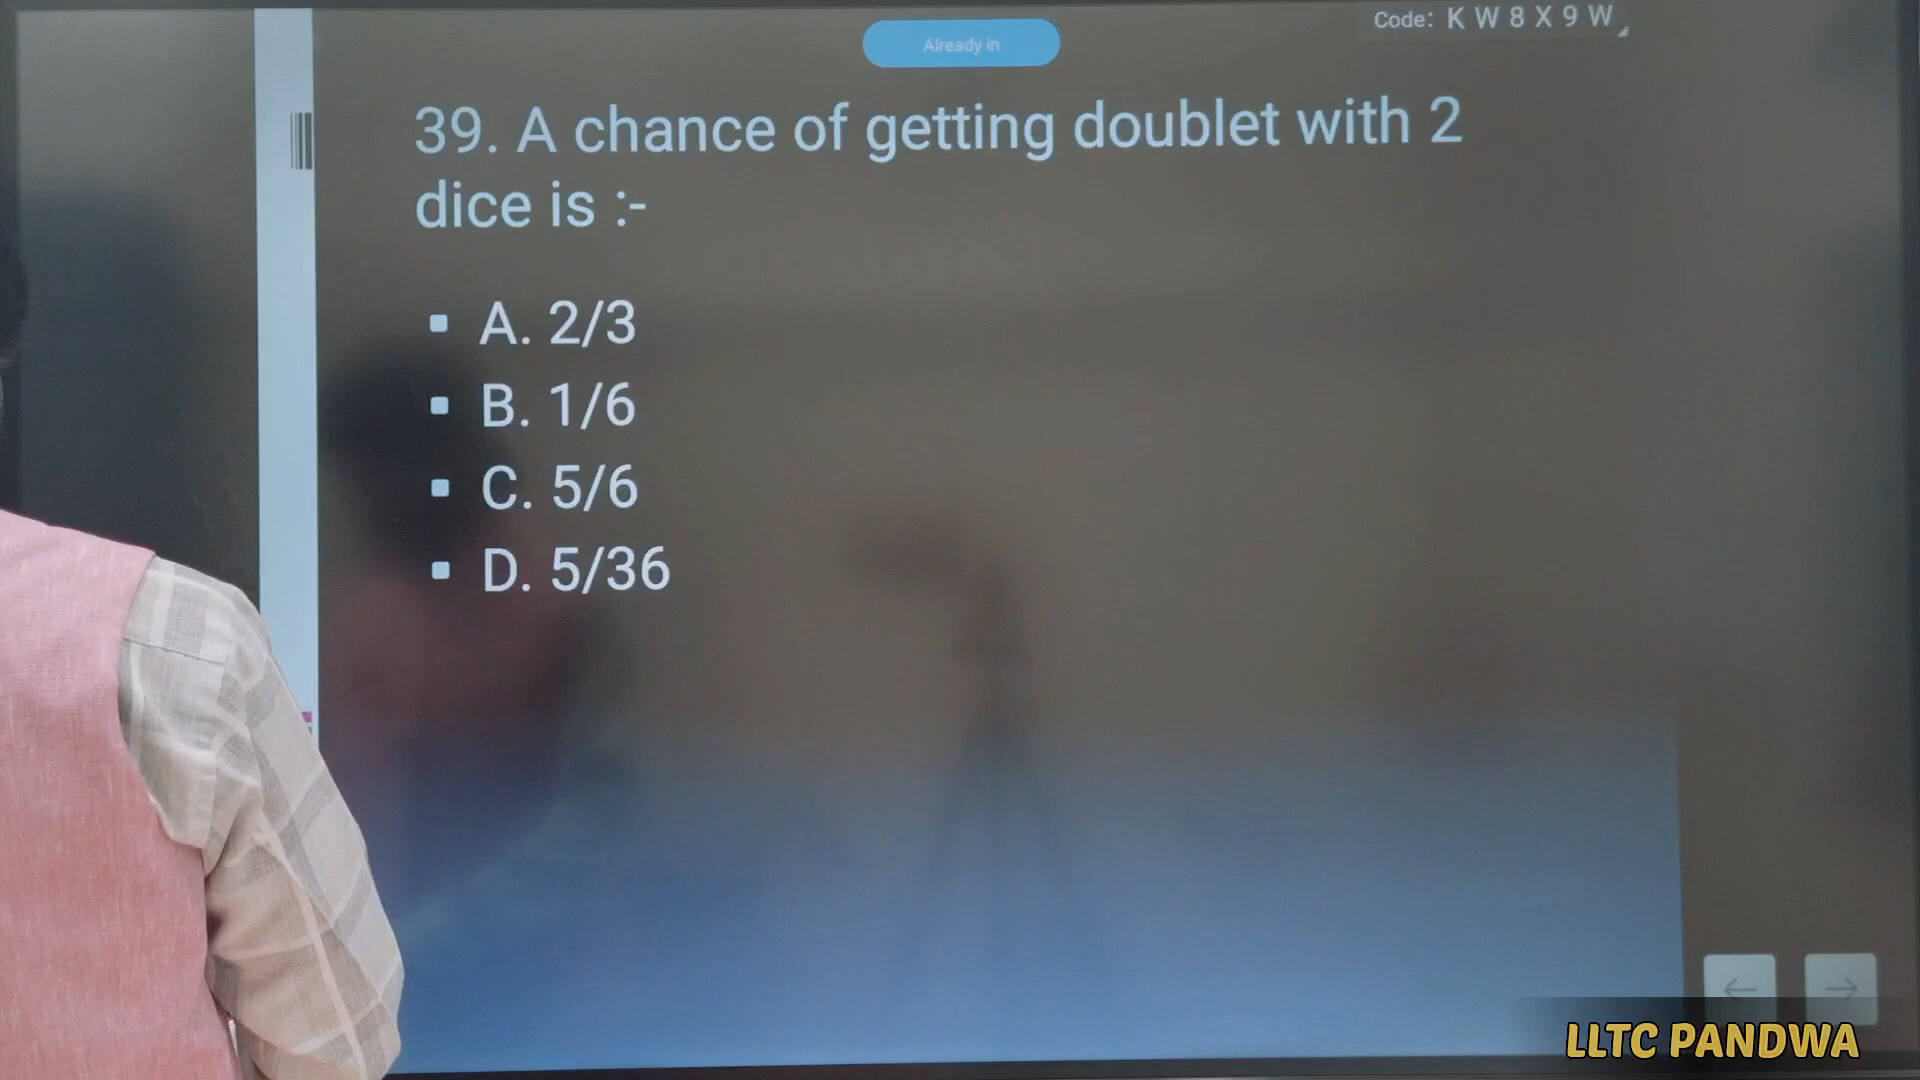 Already in
Code: K W 8 X 9 W
39. A chance of getting doublet with 2
dice is :-
A. 2/3
B. 1/6
C. 5/6
D. 5/36
LLTC PANDWA